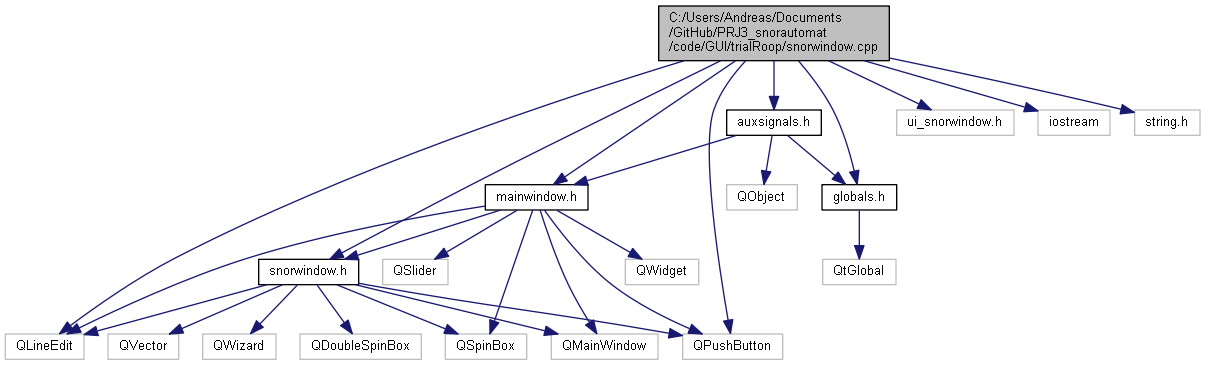 C:/Users/Andreas/Documents
/GitHub/PRJ3_snorautomat
/code/GUI/trialRoop/snorwindow.cpp
auxsignals.h
ui_snorwindow.h
iostream
string.h
mainwindow.h
QObject
globals.h
snorwindow.h
QSlider
QWidget
QtGlobal
QLineEdit
QVector
QWizard
QDoubleSpinBox
QSpinBox
QMainWindow
QPushButton